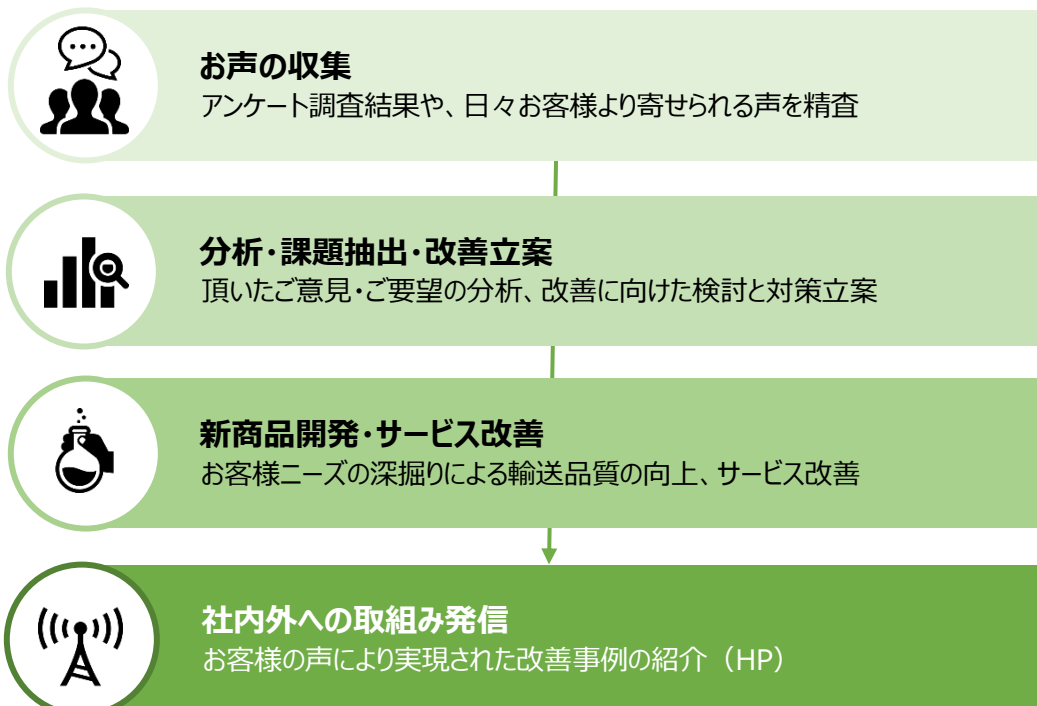 お声の収集
アンケート調査結果や、日々お客様より寄せられる声を精査
分析・課題抽出・改善立案
頂いたご意見・ご要望の分析、改善に向けた検討と対策立案
新商品開発・サービス改善
お客様ニーズの深掘りによる輸送品質の向上、サービス改善
社内外への取組み発信
お客様の声により実現された改善事例の紹介（HP）